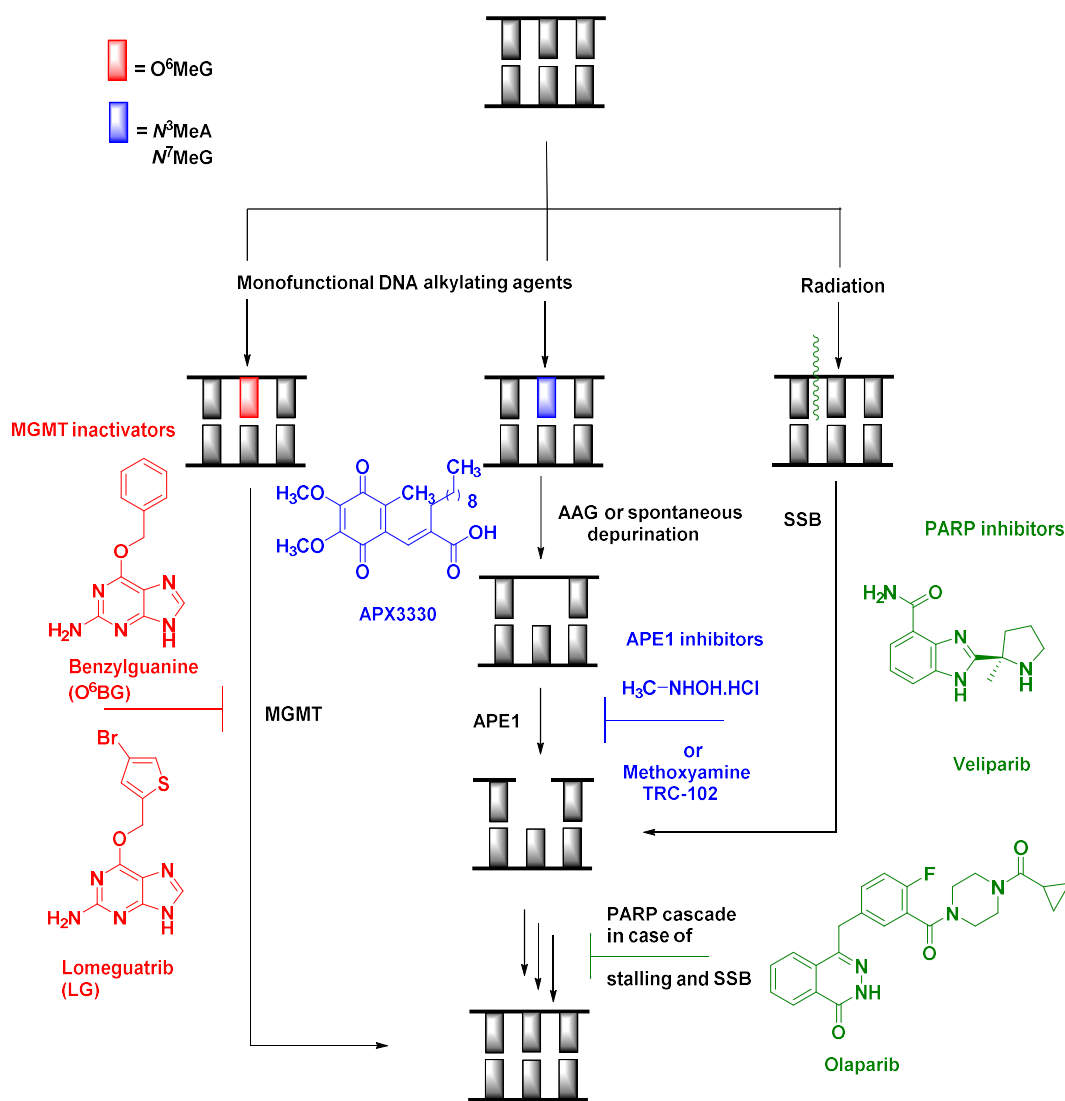 = O⁶MeG
= N³MeA
N⁷MeG
Monofunctional DNA alkylating agents
Radiation
MGMT inactivators
O
N
N
N
N
H
H₂N
Benzylguanine
(O⁶BG)
Br
S
O
N
N
N
N
H
H₂N
Lomeguatrib
(LG)
MGMT
O
CH₃
H₃CO
CH₃
8
H₃CO
OH
O
O
APX3330
AAG or spontaneous
depurination
SSB
APE1 inhibitors
H₃C–NHOH.HCl
APE1
or
Methoxyamine
TRC-102
PARP inhibitors
H₂N
O
N
N
H
N
H
Veliparib
PARP cascade
in case of
stalling and SSB
O
F
N
N
O
N
NH
O
Olaparib